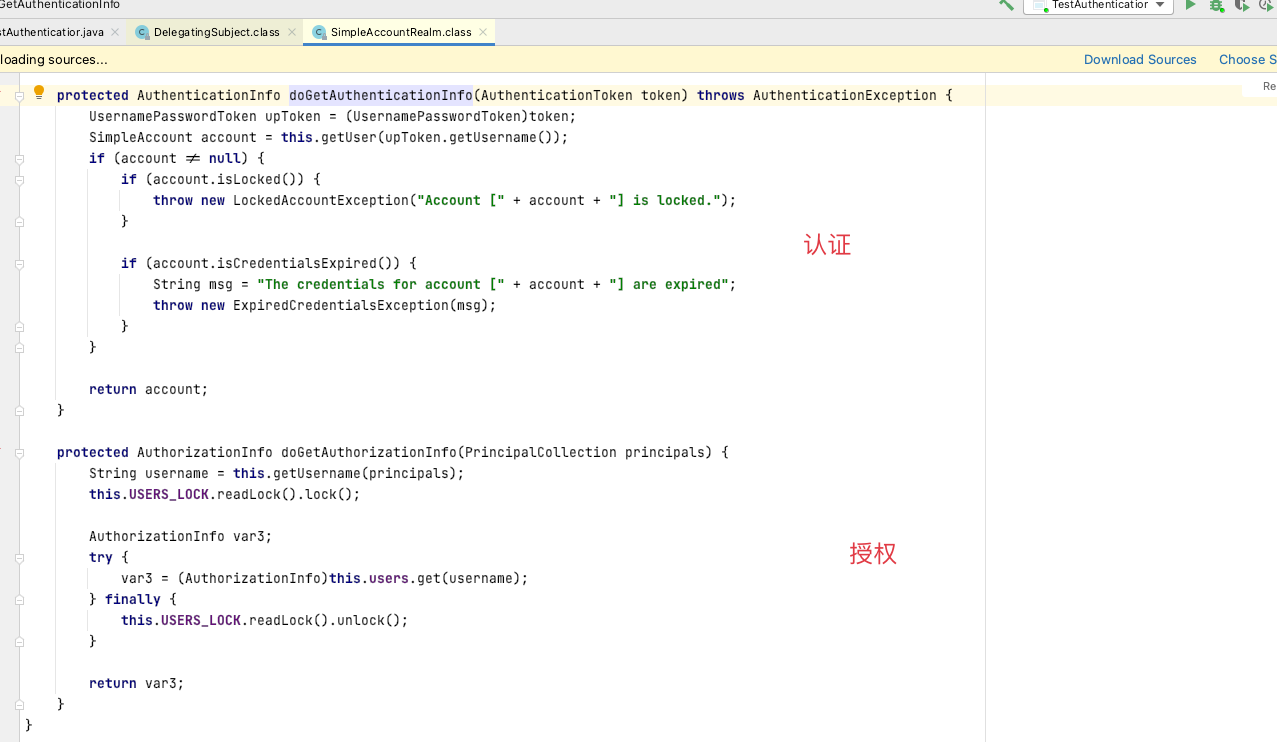 GetAuthenticationInfo
TestAuthenticatior
stAuthenticatior.java
DelegatingSubject.class
SimpleAccountRealm.class
loading sources...
Download Sources
Choose S
Re
protected AuthenticationInfo doGetAuthenticationInfo(AuthenticationToken token) throws AuthenticationException {
UsernamePasswordToken upToken = (UsernamePasswordToken)token;
SimpleAccount account = this.getUser(upToken.getUsername());
if (account ≠ null) {
if (account.isLocked()) {
throw new LockedAccountException("Account [" + account + "] is locked.");
}
认证
if (account.isCredentialsExpired()) {
String msg = "The credentials for account [" + account + "] are expired";
throw new ExpiredCredentialsException(msg);
}
}
return account;
}
protected AuthorizationInfo doGetAuthorizationInfo(PrincipalCollection principals) {
String username = this.getUsername(principals);
this.USERS_LOCK.readLock().lock();
AuthorizationInfo var3;
try {
授权
var3 = (AuthorizationInfo)this.users.get(username);
} finally {
this.USERS_LOCK.readLock().unlock();
}
return var3;
}
}